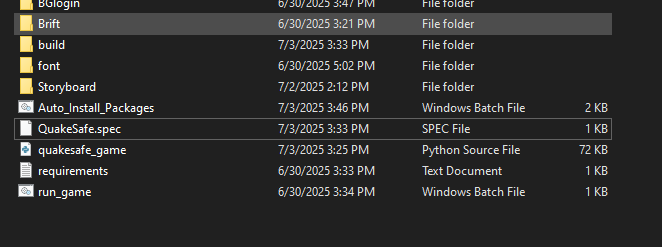 BGlogin 6/30/2025 3:47 PM File folder
Brift 6/30/2025 3:21 PM File folder
build 7/3/2025 3:33 PM File folder
font 6/30/2025 5:02 PM File folder
Storyboard 7/2/2025 2:12 PM File folder
Auto_Install_Packages 7/3/2025 3:46 PM Windows Batch File 2 KB
QuakeSafe.spec 7/3/2025 3:33 PM SPEC File 1 KB
quakesafe_game 7/3/2025 3:25 PM Python Source File 72 KB
requirements 6/30/2025 3:33 PM Text Document 1 KB
run_game 6/30/2025 3:34 PM Windows Batch File 1 KB